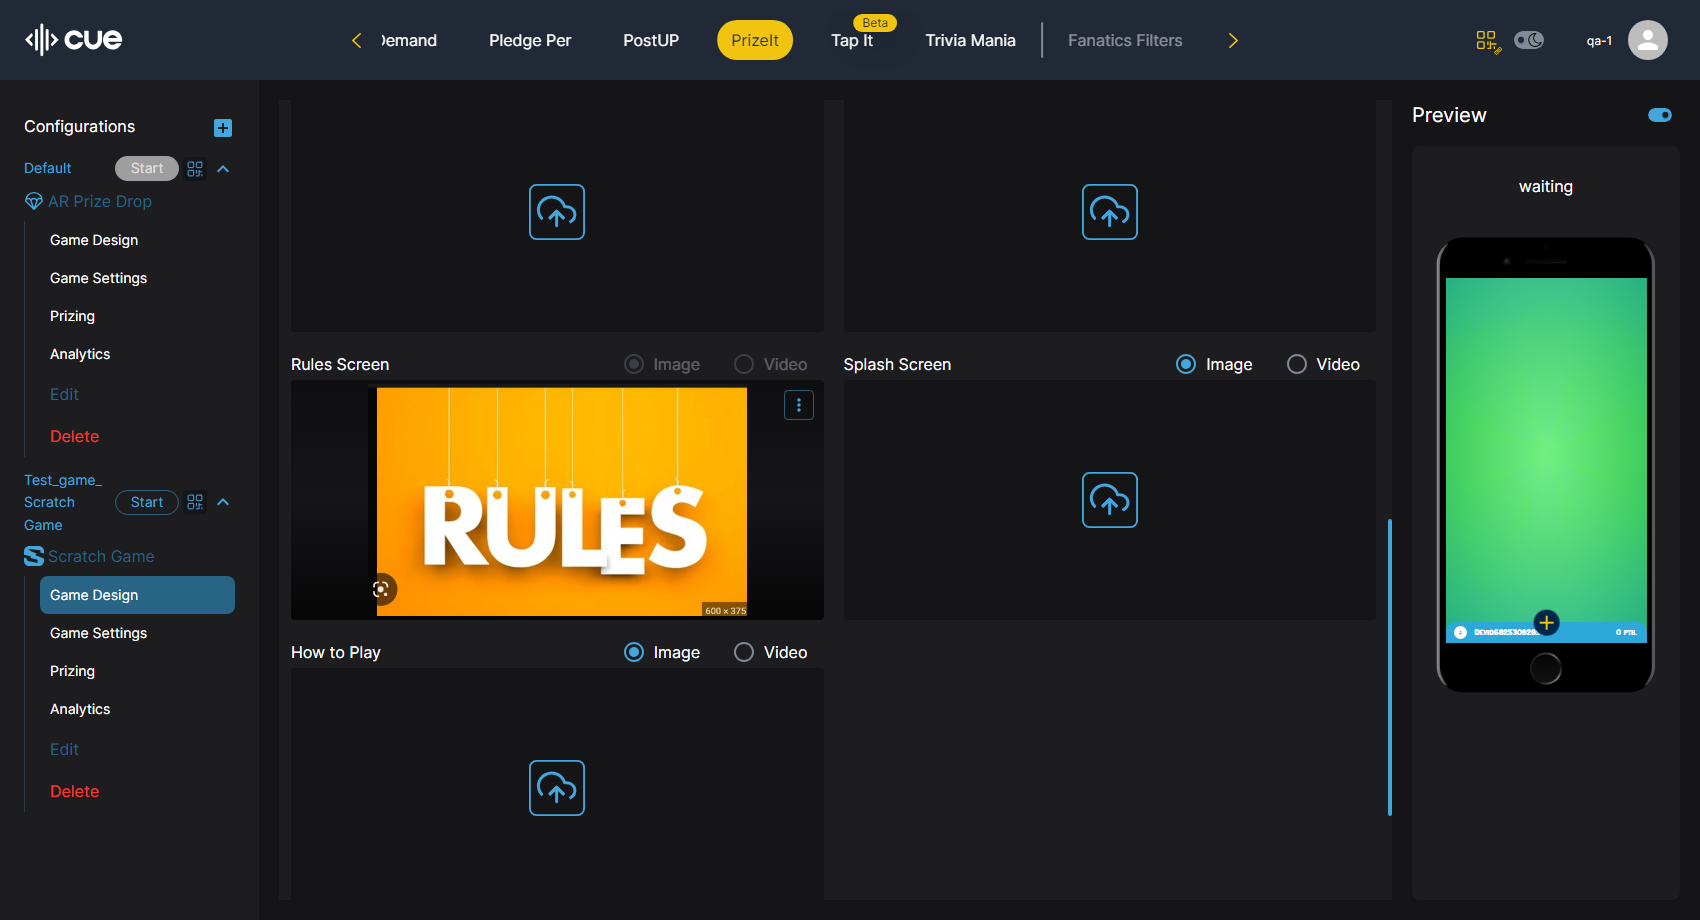 cue
Demand
Pledge Per
PostUP
PrizeIt
Beta
Tap It
Trivia Mania
Fanatics Filters
qa-1
Configurations
Default
Start
AR Prize Drop
Game Design
Game Settings
Prizing
Analytics
Edit
Delete
Test_game_
Scratch
Game
Start
Scratch Game
Game Design
Game Settings
Prizing
Analytics
Edit
Delete
Rules Screen
Image
Video
RULES
600 x 375
Splash Screen
Image
Video
How to Play
Image
Video
Preview
waiting
0 PTS.